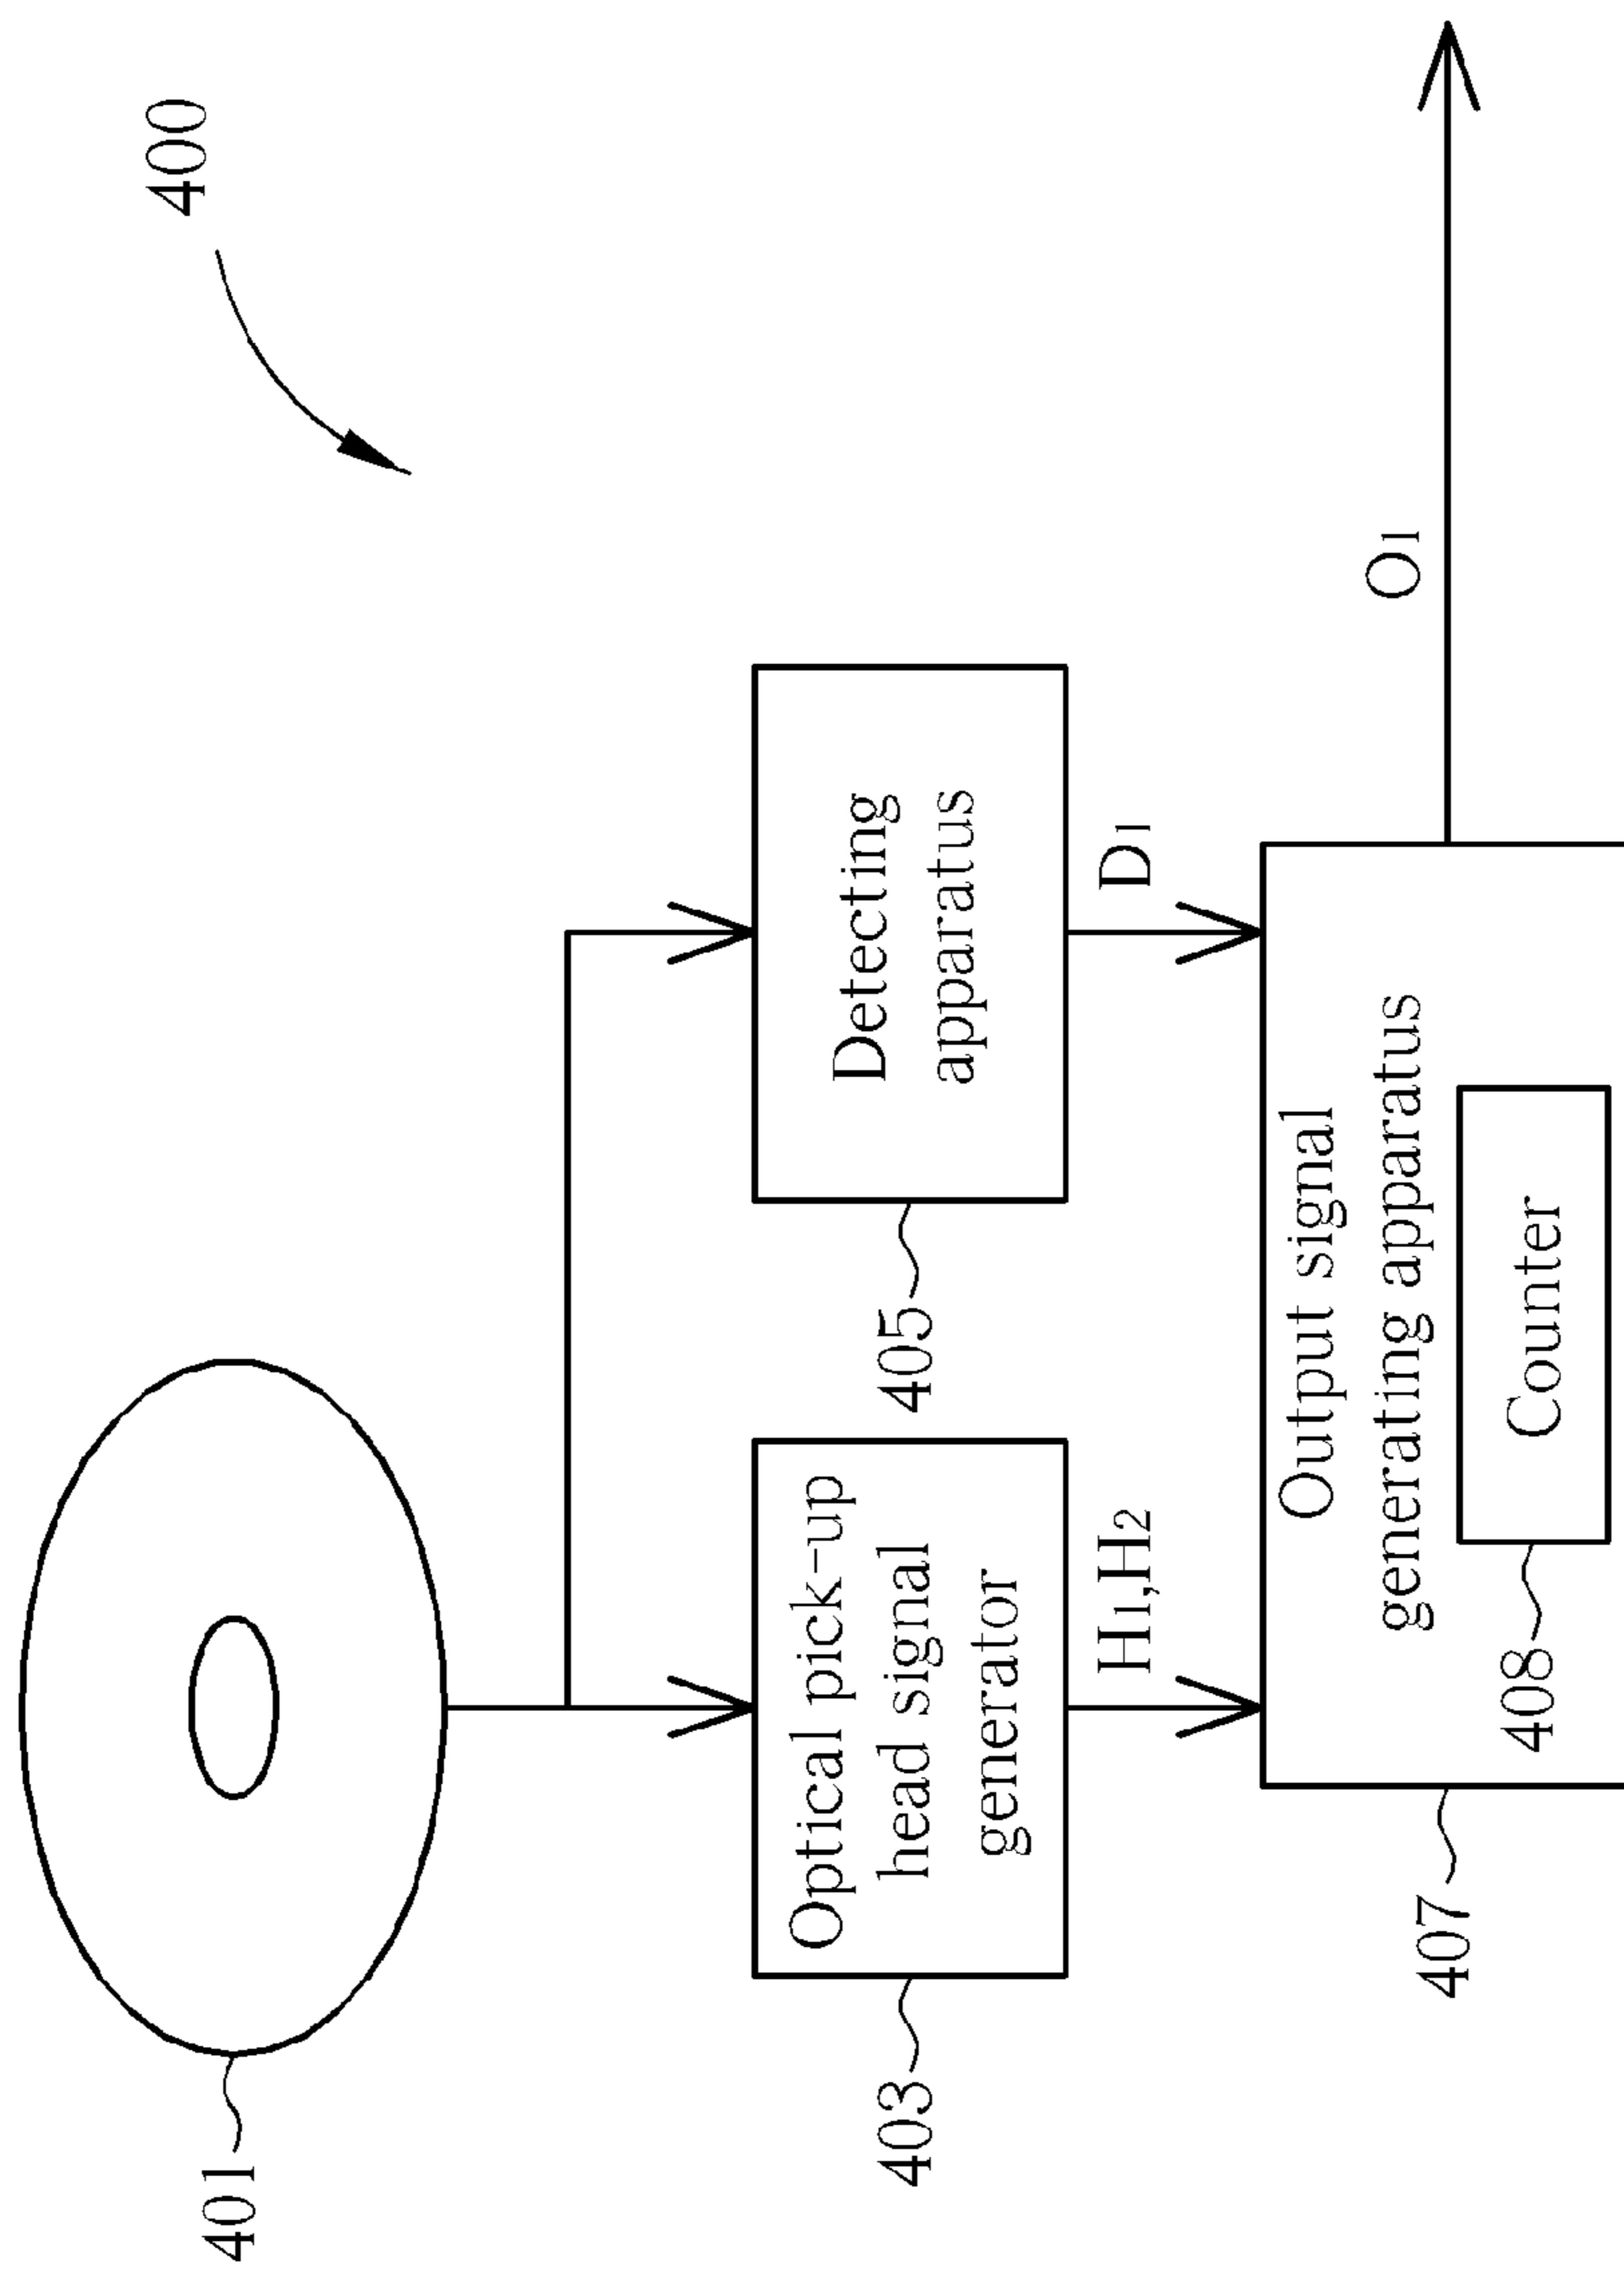 400
401
Optical pick-up
head signal
generator
403
Detecting
apparatus
405
H1,H2
D1
Output signal
generating apparatus
407
Counter
408
O1